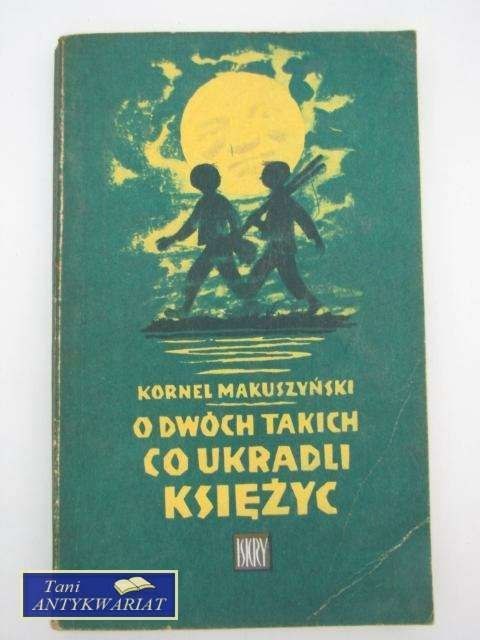 KORNEL MAKUSZYŃSKI
O DWÓCH TAKICH
CO UKRADLI
KSIĘŻYC
ISKRY
Tani
ANTYKWARIAT